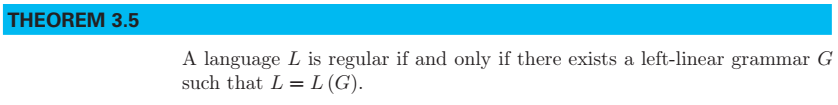 THEOREM 3.5
A language L is regular if and only if there exists a left-linear grammar G
such that L = L (G).